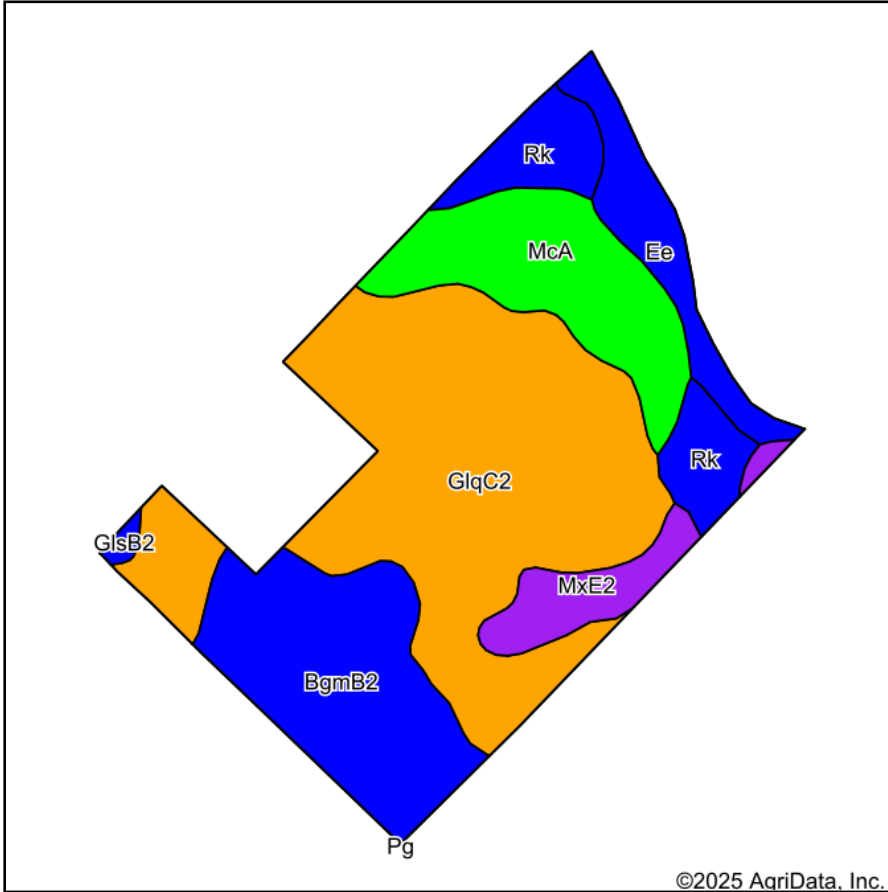 Rk
McA
Ee
Rk
GlqC2
GlsB2
MxE2
BgmB2
Pg
©2025 AgriData, Inc.